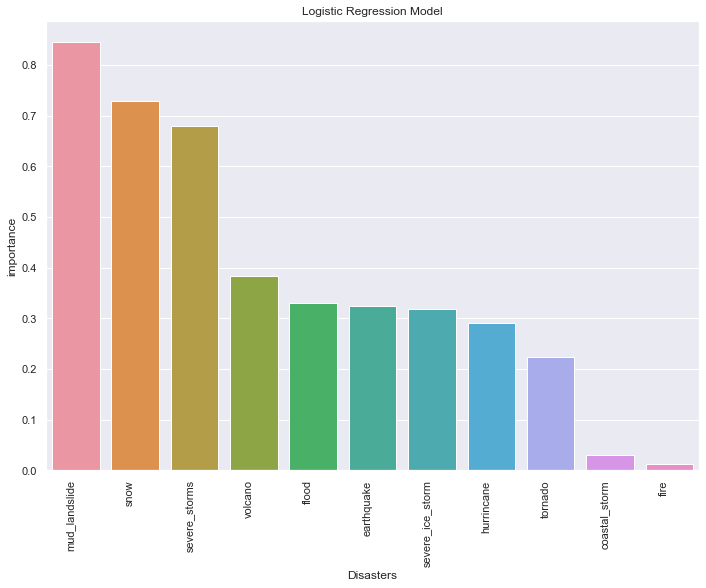 Logistic Regression Model
importance
0.8
0.7
0.6
0.5
0.4
0.3
0.2
0.1
0.0
mud_landslide
snow
severe_storms
volcano
flood
earthquake
severe_ice_storm
hurrincane
tornado
coastal_storm
fire
Disasters